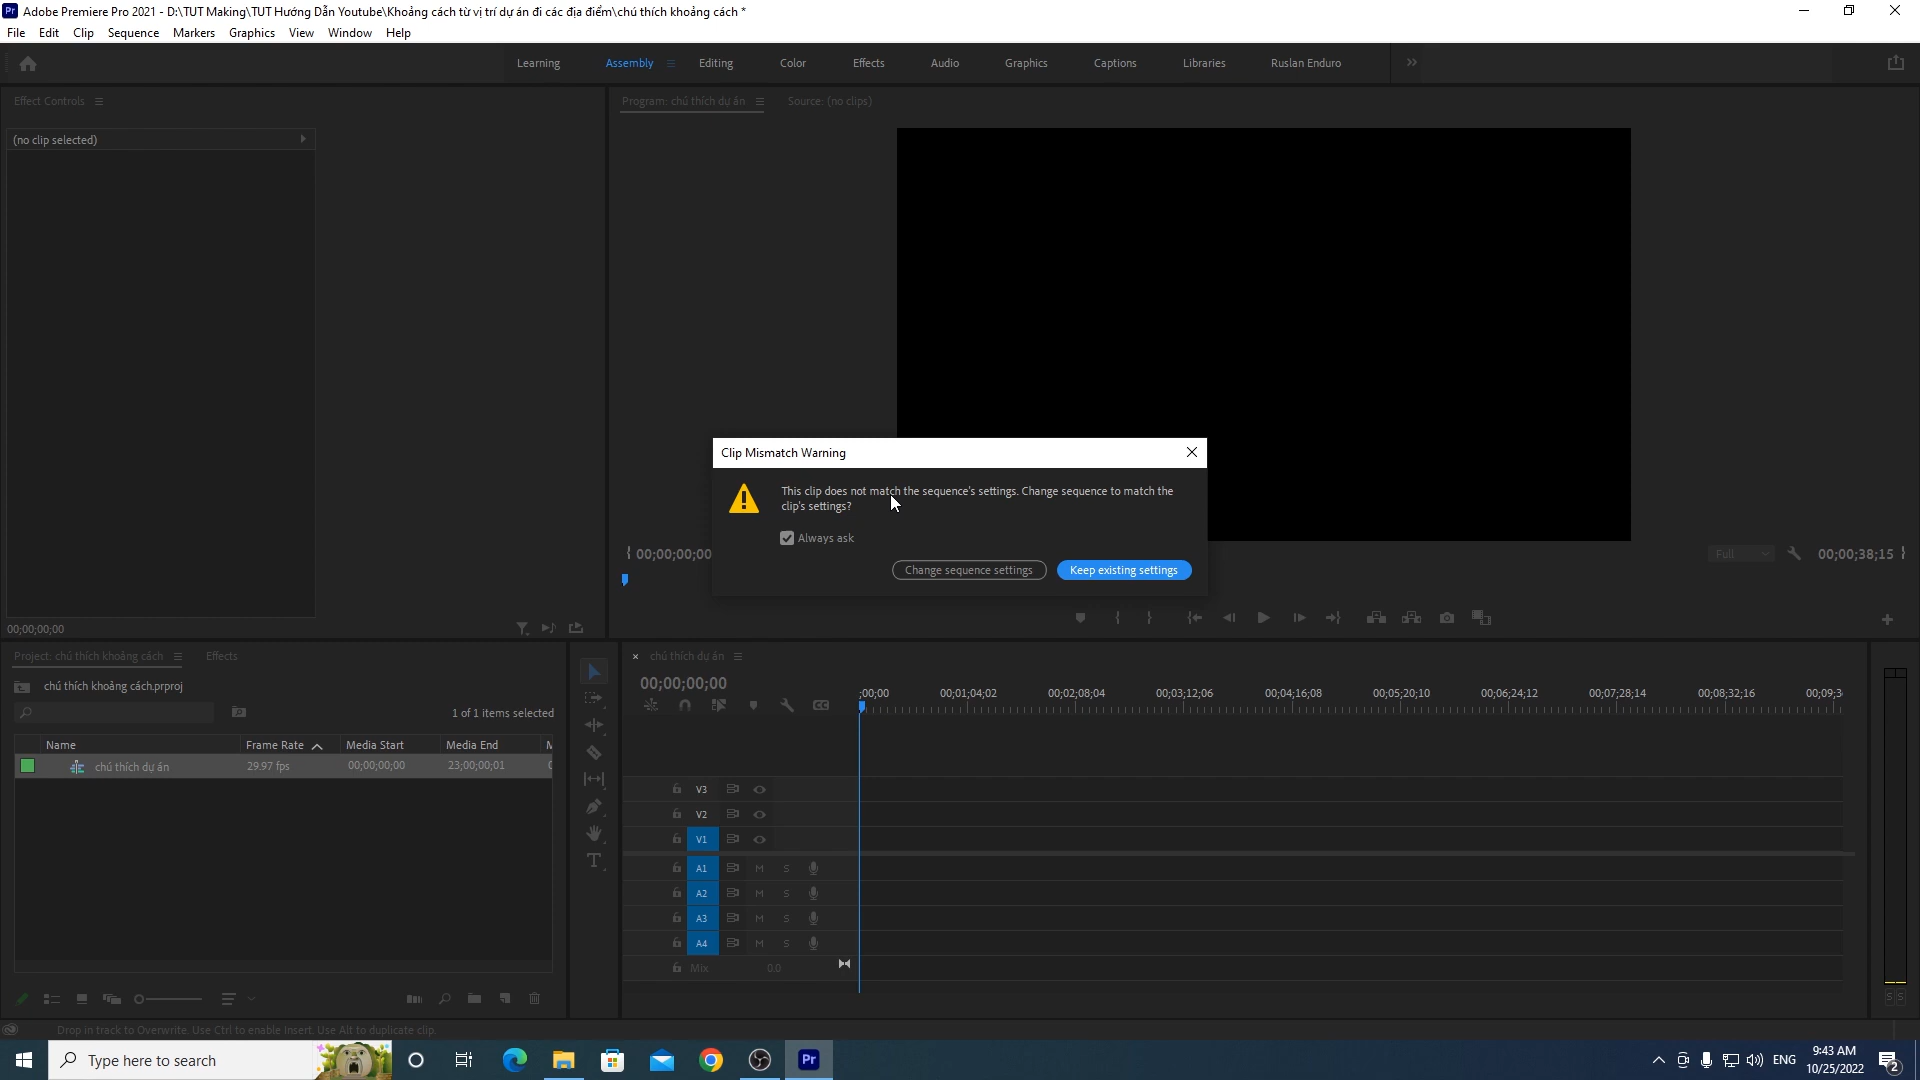 Adobe Premiere Pro 2021 - D:\TUT Making\TUT Hướng Dẫn Youtube\Khoảng cách từ vị trí dự án đi các địa điểm\chú thích khoảng cách *
File Edit Clip Sequence Markers Graphics View Window Help
Learning Assembly Editing Color Effects Audio Graphics Captions Libraries Ruslan Enduro
Effect Controls
Program: chú thích dự án Source: (no clips)
(no clip selected)
Clip Mismatch Warning
This clip does not match the sequence's settings. Change sequence to match the
clip's settings?
Always ask
Change sequence settings Keep existing settings
00;00;00;00 Full 00;00;38;15
00;00;00;00
Project: chú thích khoảng cách Effects
chú thích dự án
chú thích khoảng cách.prproj
00;00;00;00
1 of 1 items selected
;00;00 00;01;04;02 00;02;08;04 00;03;12;06 00;04;16;08 00;05;20;10 00;06;24;12 00;07;28;14 00;08;32;16 00;09;3
Name Frame Rate Media Start Media End
chú thích dự án 29.97 fps 00;00;00;00 23;00;00;01
V3
V2
V1
A1 M S
A2 M S
A3 M S
A4 M S
Mix 0.0
S S
Drop in track to Overwrite. Use Ctrl to enable Insert. Use Alt to duplicate clip.
Type here to search
Pr
ENG
9:43 AM
10/25/2022
2